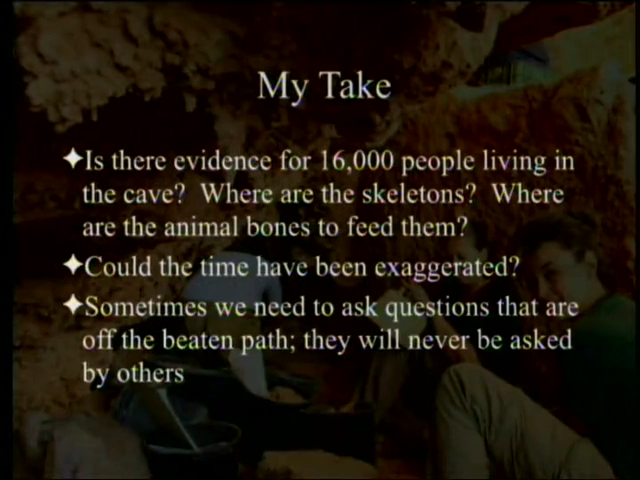 My Take
✦Is there evidence for 16,000 people living in
the cave?  Where are the skeletons?  Where
are the animal bones to feed them?
✦Could the time have been exaggerated?
✦Sometimes we need to ask questions that are
off the beaten path; they will never be asked
by others